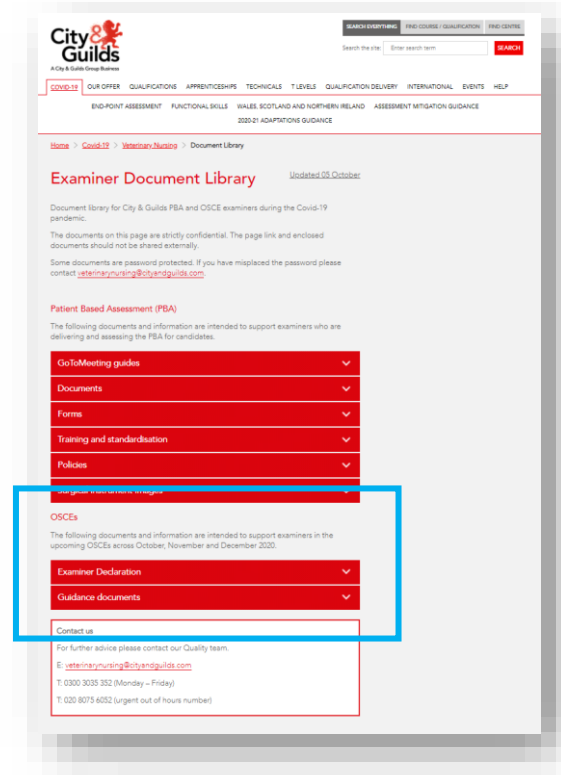 City&
Guilds
A City & Guilds Group Business
SEARCH EVERYTHING FIND COURSE / QUALIFICATION FIND CENTRE
Search the site: Enter search term SEARCH
COVID-19 OUR OFFER QUALIFICATIONS APPRENTICESHIPS TECHNICALS T LEVELS QUALIFICATION DELIVERY INTERNATIONAL EVENTS HELP
END-POINT ASSESSMENT FUNCTIONAL SKILLS WALES, SCOTLAND AND NORTHERN IRELAND ASSESSMENT MITIGATION GUIDANCE
2020-21 ADAPTATIONS GUIDANCE
Home > Covid-19 > Veterinary Nursing > Document Library
Examiner Document Library Updated 05 October
Document library for City & Guilds PBA and OSCE examiners during the Covid-19
pandemic.
The documents on this page are strictly confidential. The page link and enclosed
documents should not be shared externally.
Some documents are password protected. If you have misplaced the password please
contact veterinarynursing@cityandguilds.com.
Patient Based Assessment (PBA)
The following documents and information are intended to support examiners who are
delivering and assessing the PBA for candidates.
GoToMeeting guides
Documents
Forms
Training and standardisation
Policies
Surgical instrument images
OSCEs
The following documents and information are intended to support examiners in the
upcoming OSCEs across October, November and December 2020.
Examiner Declaration
Guidance documents
Contact us
For further advice please contact our Quality team.
E: veterinarynursing@cityandguilds.com
T: 0300 3035 352 (Monday – Friday)
T: 020 8075 6052 (urgent out of hours number)